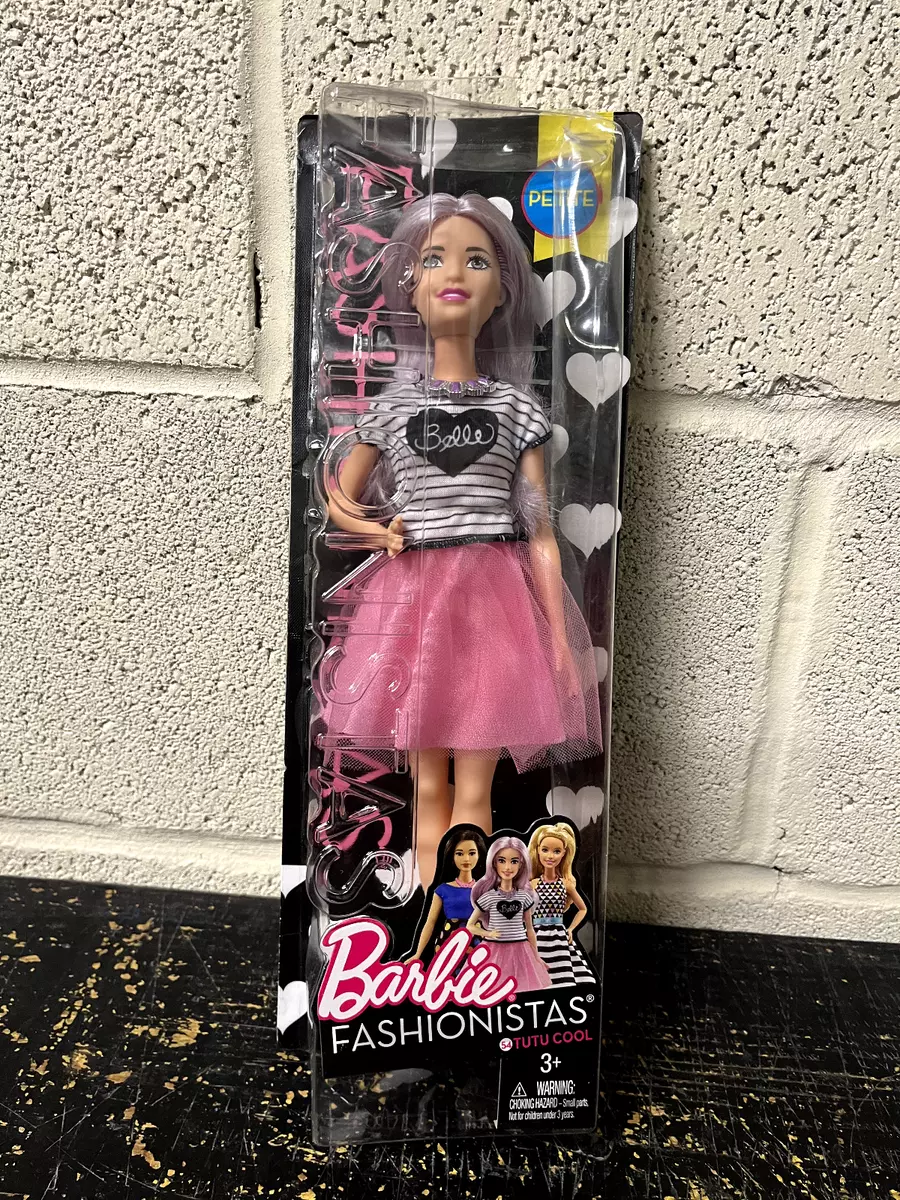 FASHIONISTAS
PETITE
Belle
Belle
Barbie®
FASHIONISTAS®
54 TUTU COOL
3+
WARNING:
CHOKING HAZARD – Small parts.
Not for children under 3 years.